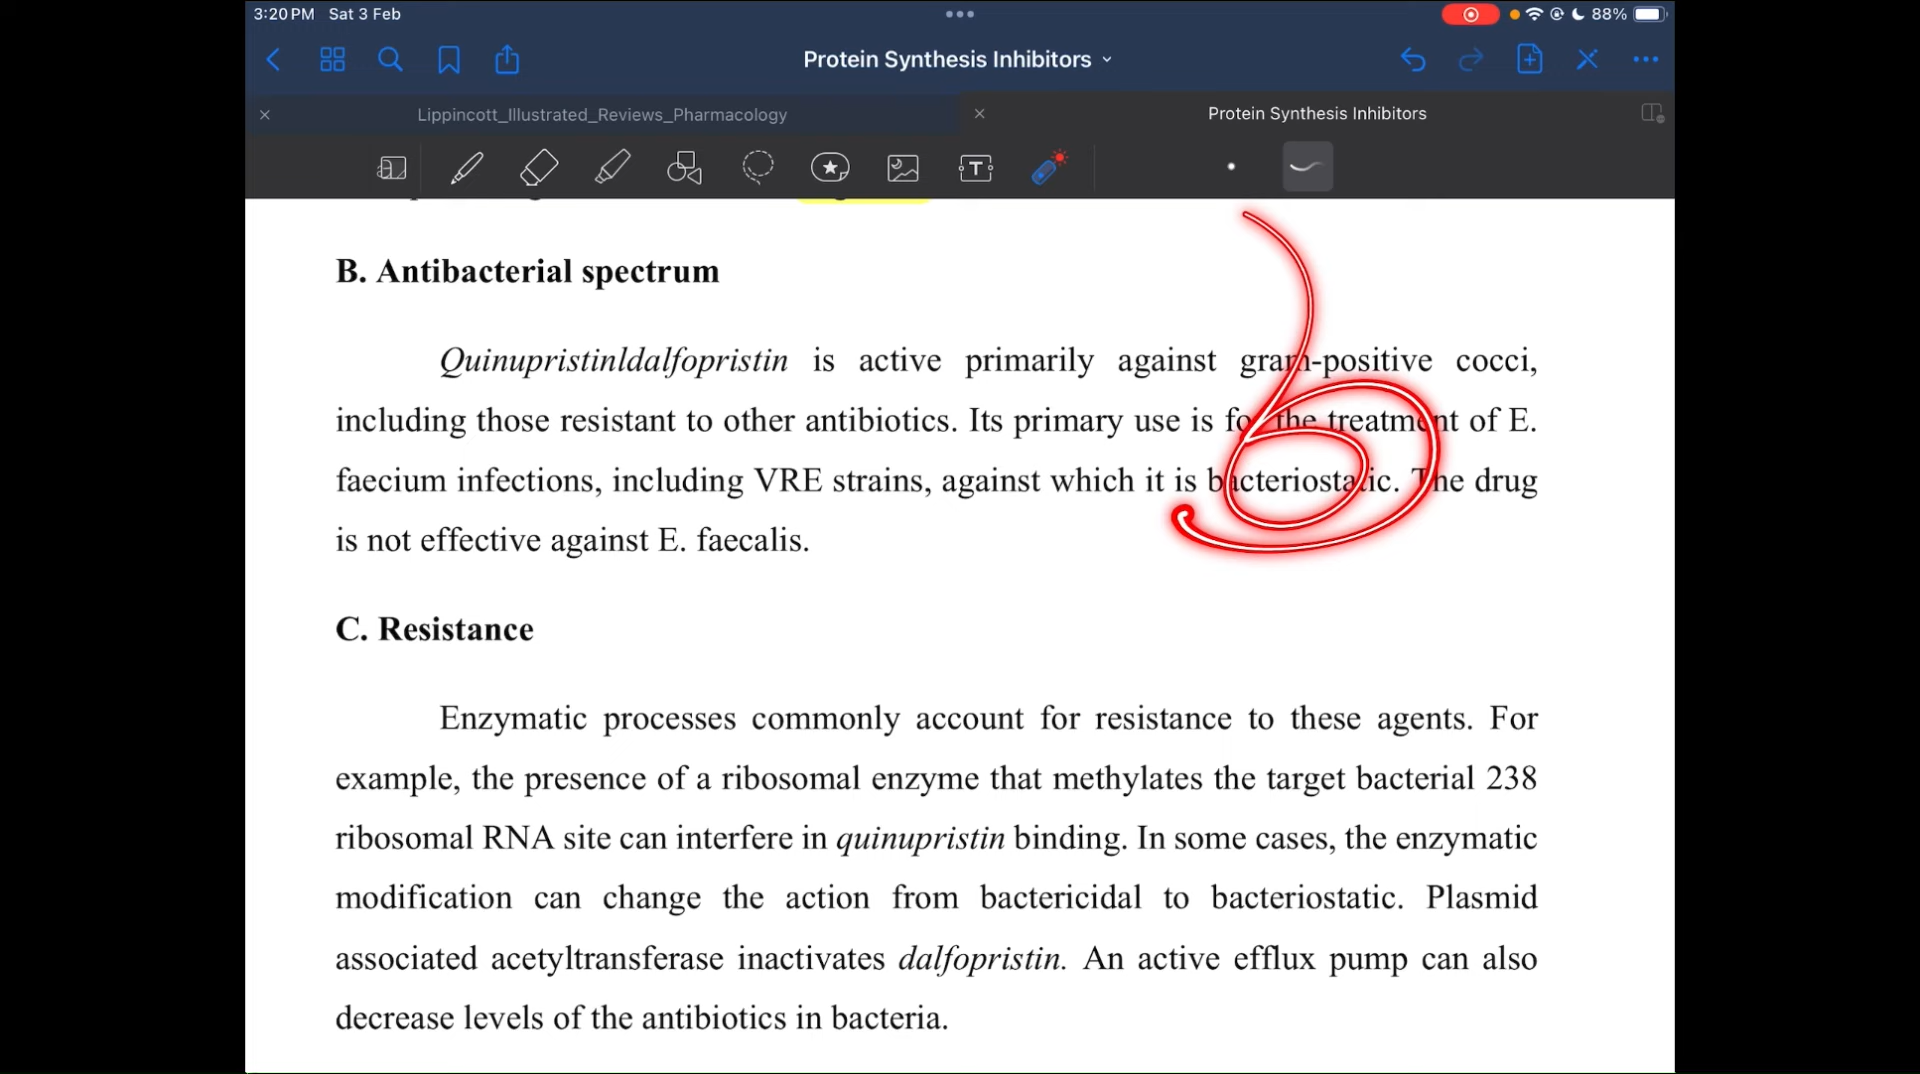 3:20 PM Sat 3 Feb
88%
Protein Synthesis Inhibitors
Lippincott_Illustrated_Reviews_Pharmacology
Protein Synthesis Inhibitors
B. Antibacterial spectrum
Quinupristinldalfopristin is active primarily against gram-positive cocci,
including those resistant to other antibiotics. Its primary use is for the treatment of E.
faecium infections, including VRE strains, against which it is bacteriostatic. The drug
is not effective against E. faecalis.
C. Resistance
Enzymatic processes commonly account for resistance to these agents. For
example, the presence of a ribosomal enzyme that methylates the target bacterial 238
ribosomal RNA site can interfere in quinupristin binding. In some cases, the enzymatic
modification can change the action from bactericidal to bacteriostatic. Plasmid
associated acetyltransferase inactivates dalfopristin. An active efflux pump can also
decrease levels of the antibiotics in bacteria.